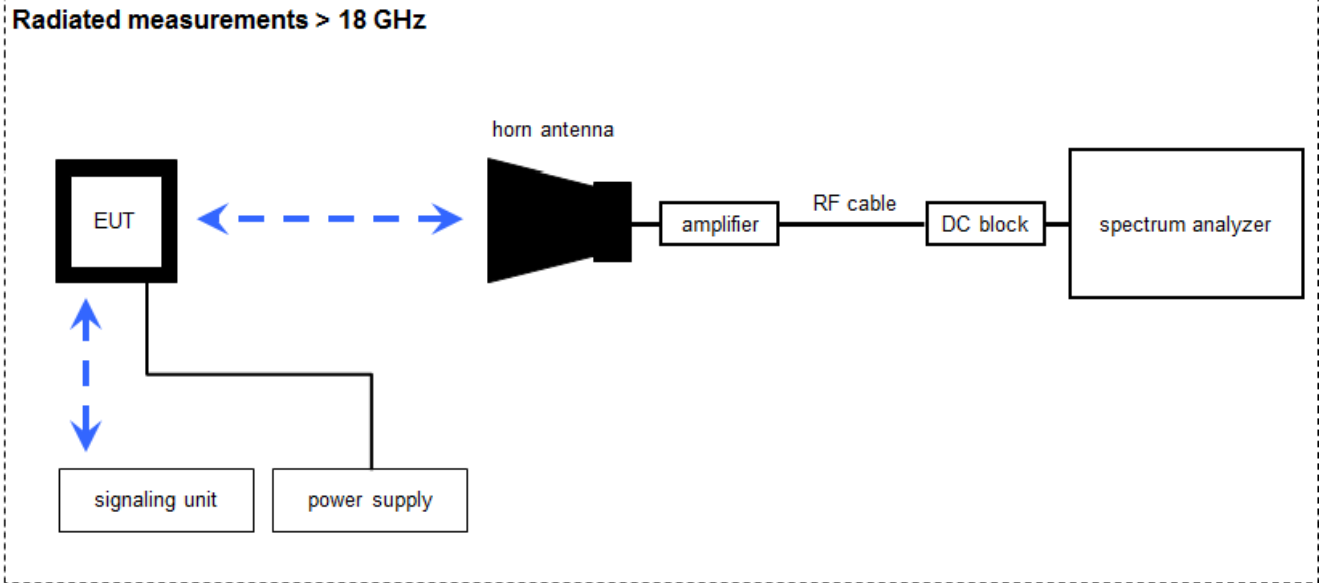 Radiated measurements > 18 GHz
horn antenna
EUT
amplifier
RF cable
DC block
spectrum analyzer
signaling unit
power supply